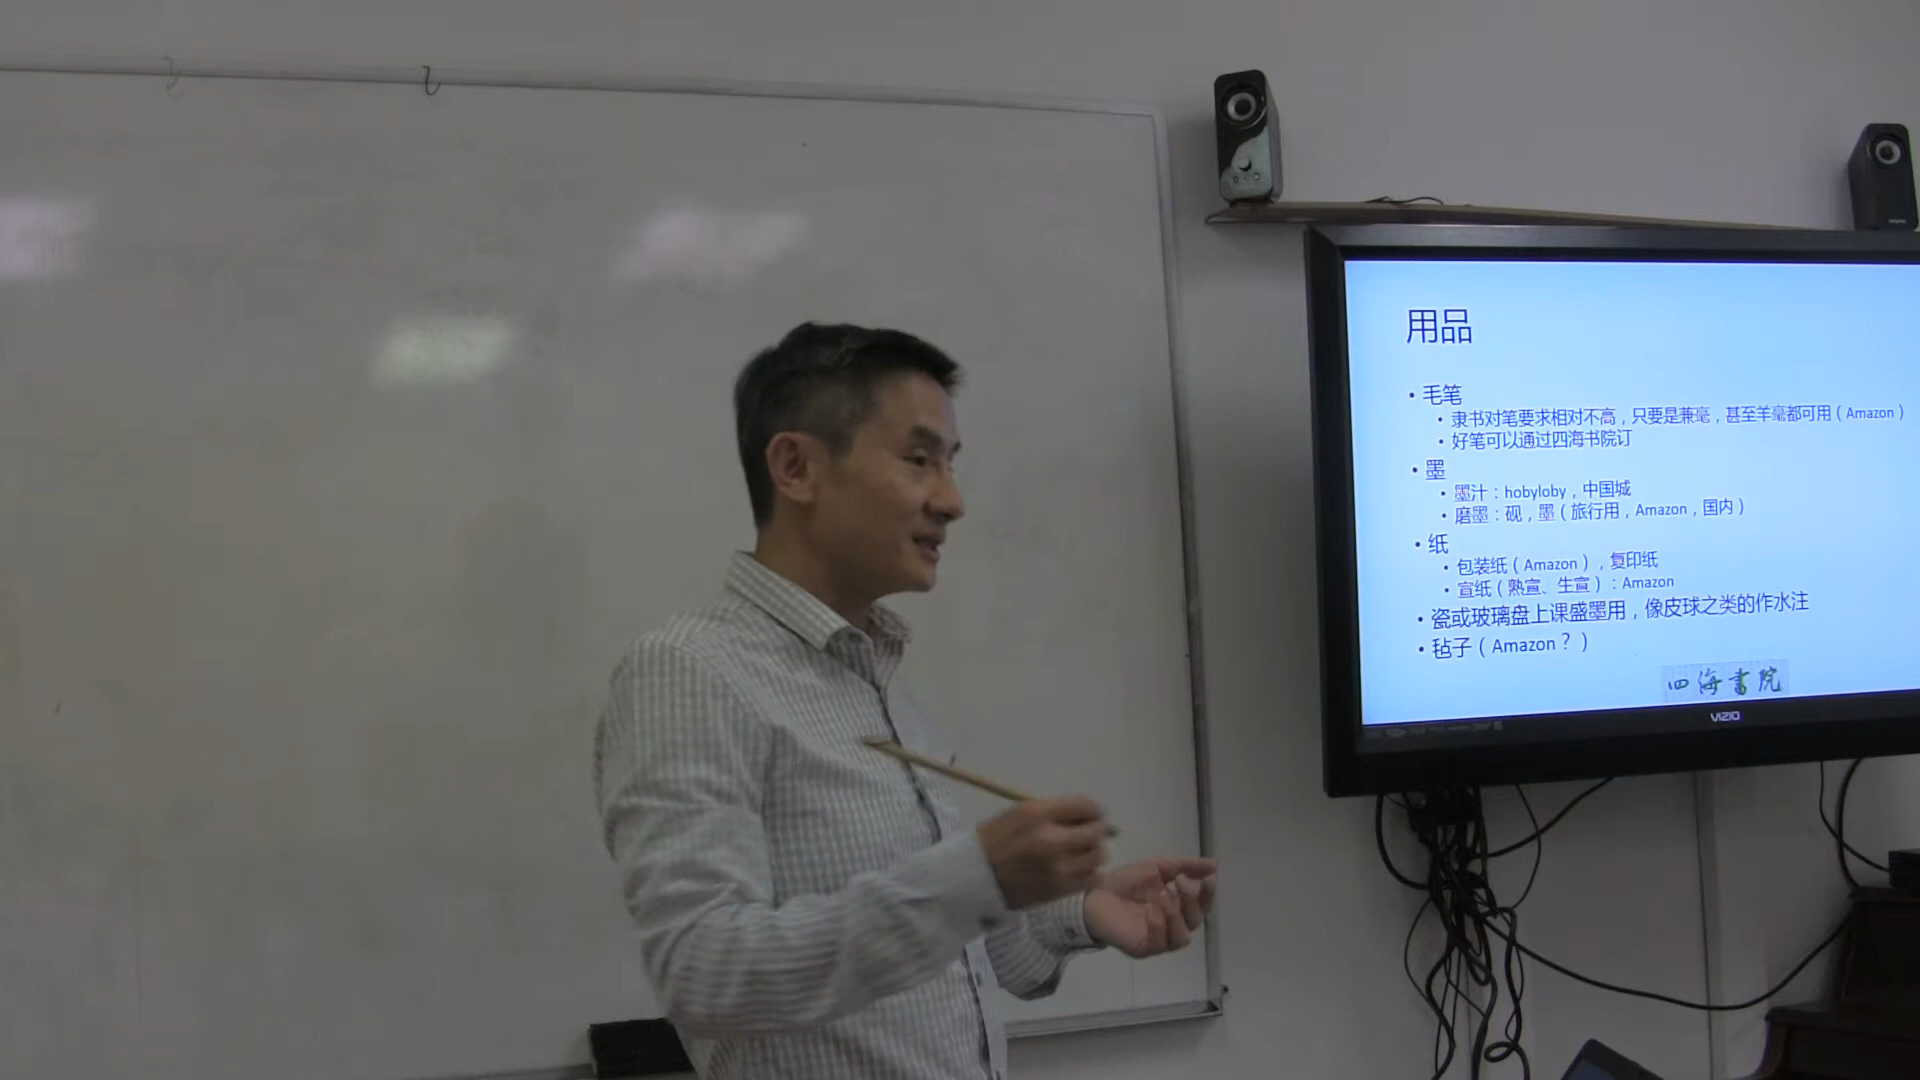 用品
• 毛笔
• 隶书对笔要求相对不高，只要是兼毫，甚至羊毫都可用（Amazon）
• 好笔可以通过四海书院订
• 墨
• 墨汁：hobyloby，中国城
• 磨墨：砚，墨（旅行用，Amazon，国内）
• 纸
• 包装纸（Amazon），复印纸
• 宣纸（熟宣、生宣）：Amazon
• 瓷或玻璃盘上课盛墨用，像皮球之类的作水注
• 毡子（Amazon？）
四海書院
VIZIO